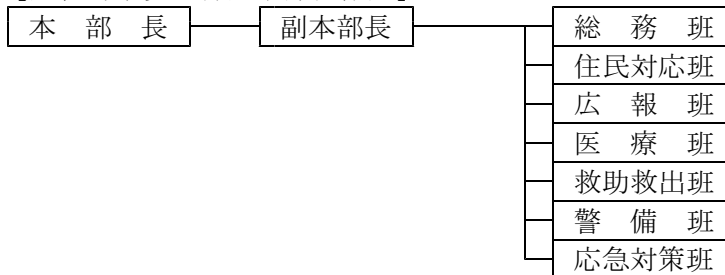 本部長 副本部長 総務班
住民対応班
広報班
医療班
救助救出班
警備班
応急対策班